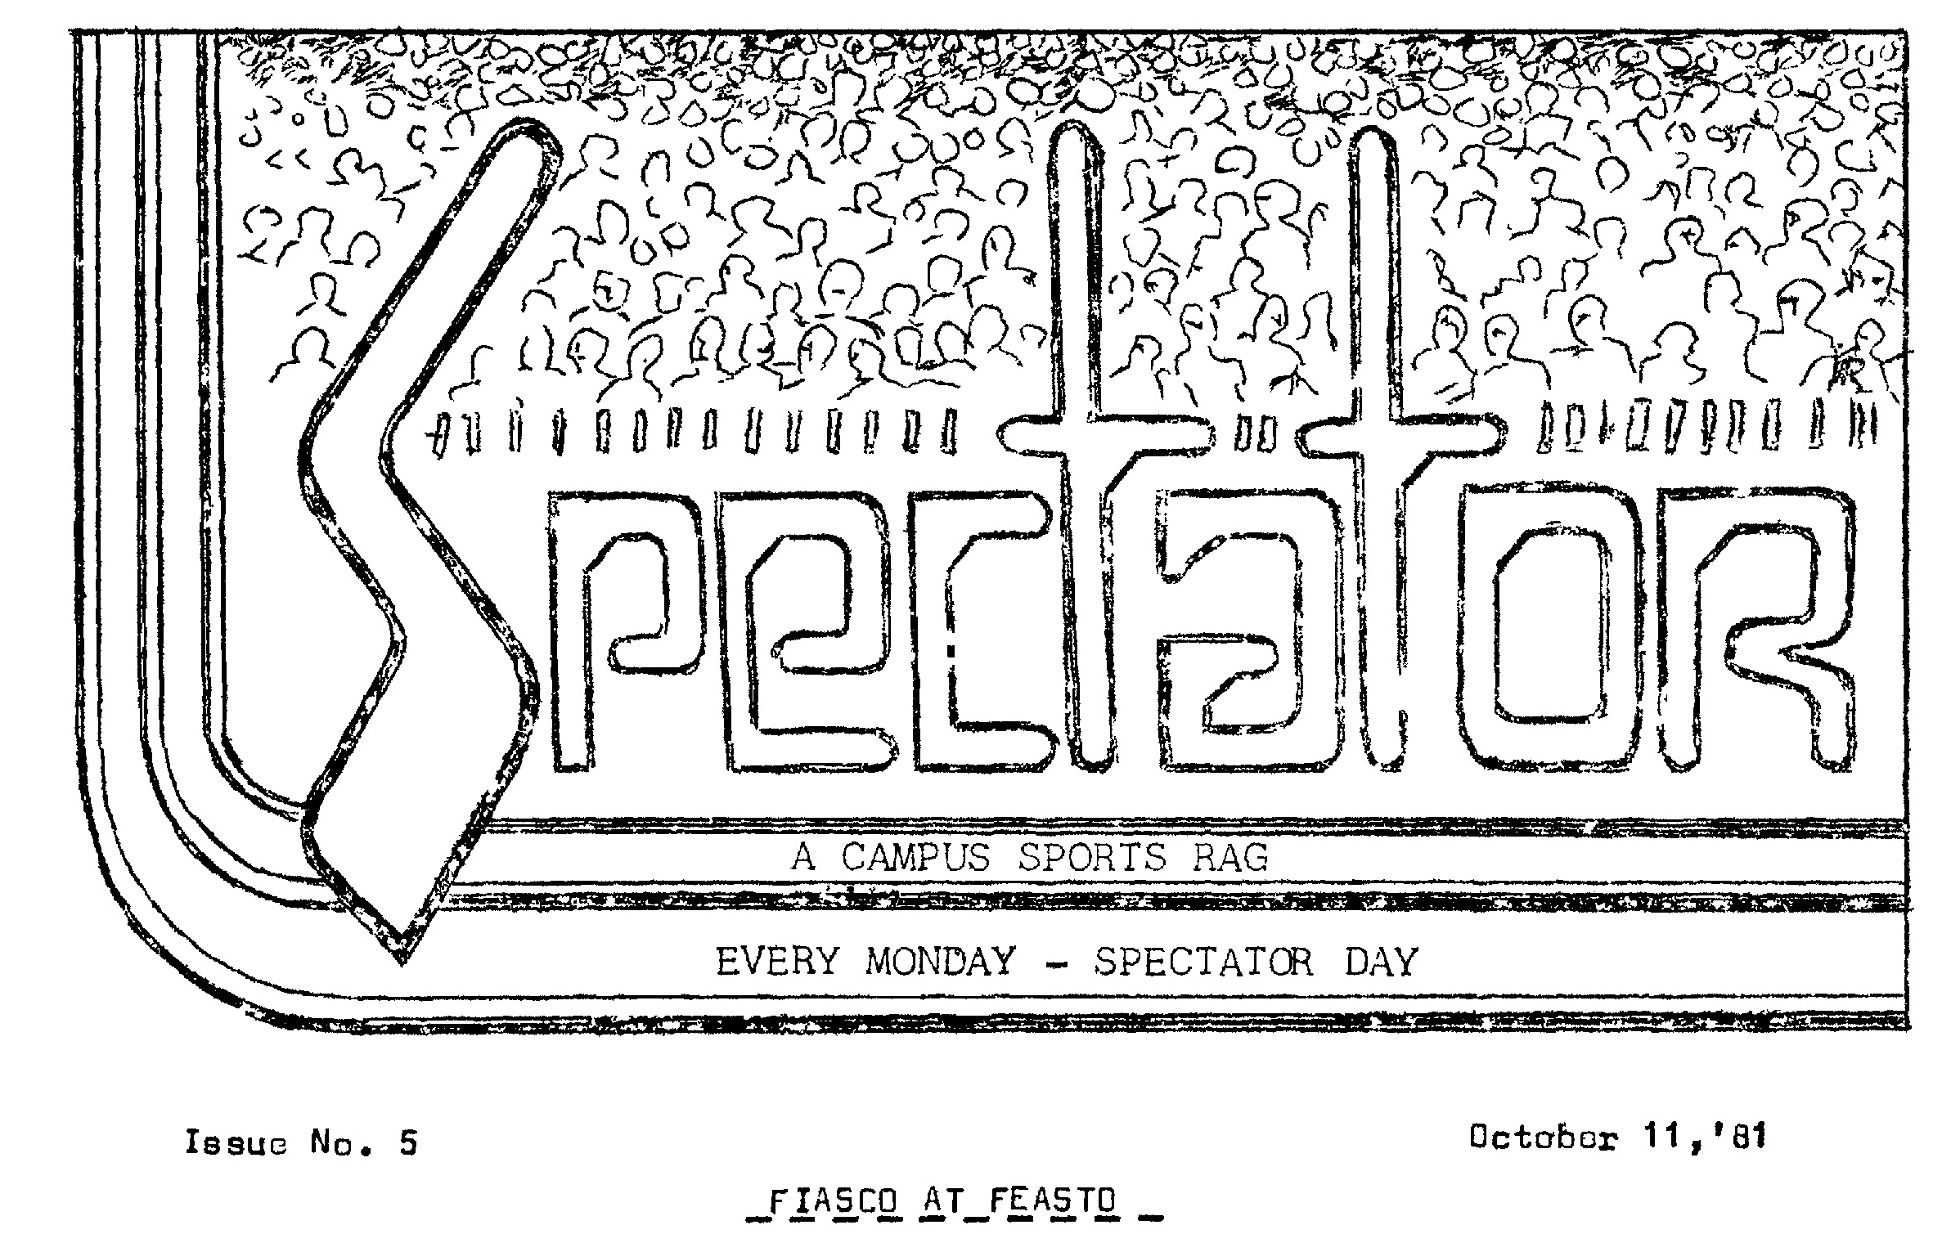 Spectator
A CAMPUS SPORTS RAG
EVERY MONDAY - SPECTATOR DAY
Issue No. 5
October 11,'81
FIASCO AT FEASTO